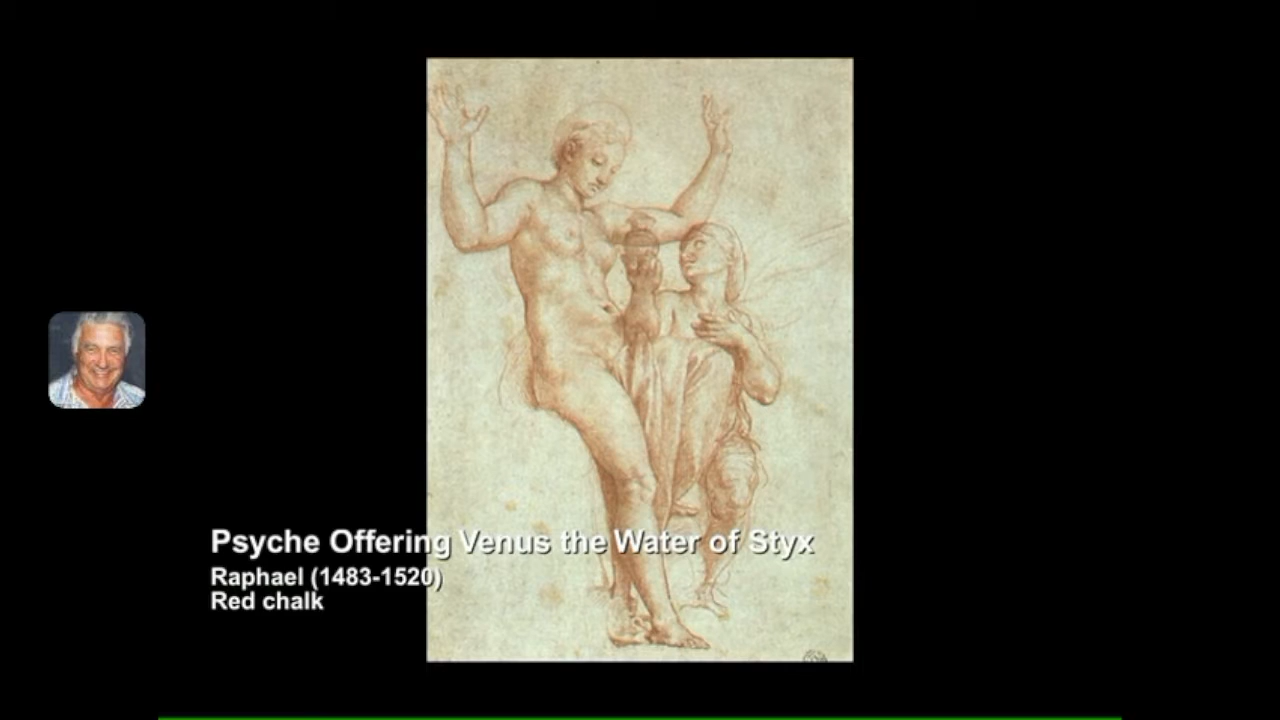 Psyche Offering Venus the Water of Styx
Raphael (1483-1520)
Red chalk